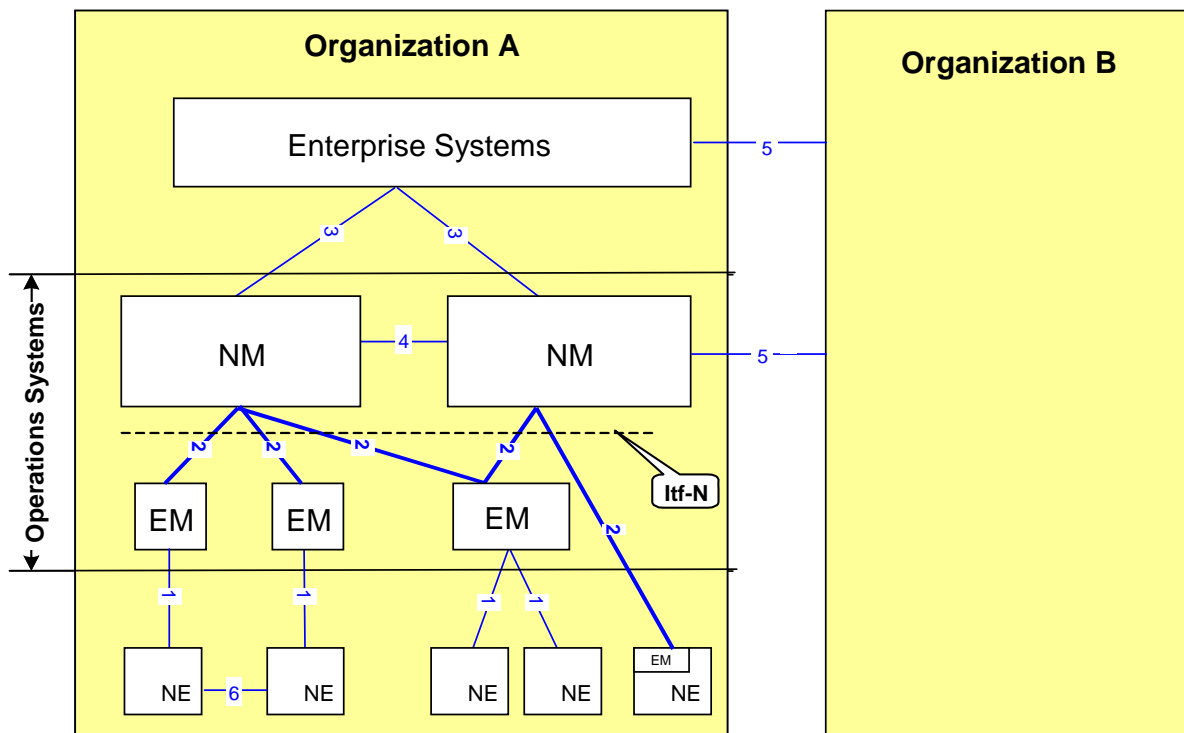 Organization A
Organization B
Enterprise Systems
5
3
3
Operations Systems
NM
4
NM
5
2
2
2
2
Itf-N
EM
EM
EM
2
1
1
1
1
EM
NE
6
NE
NE
NE
NE